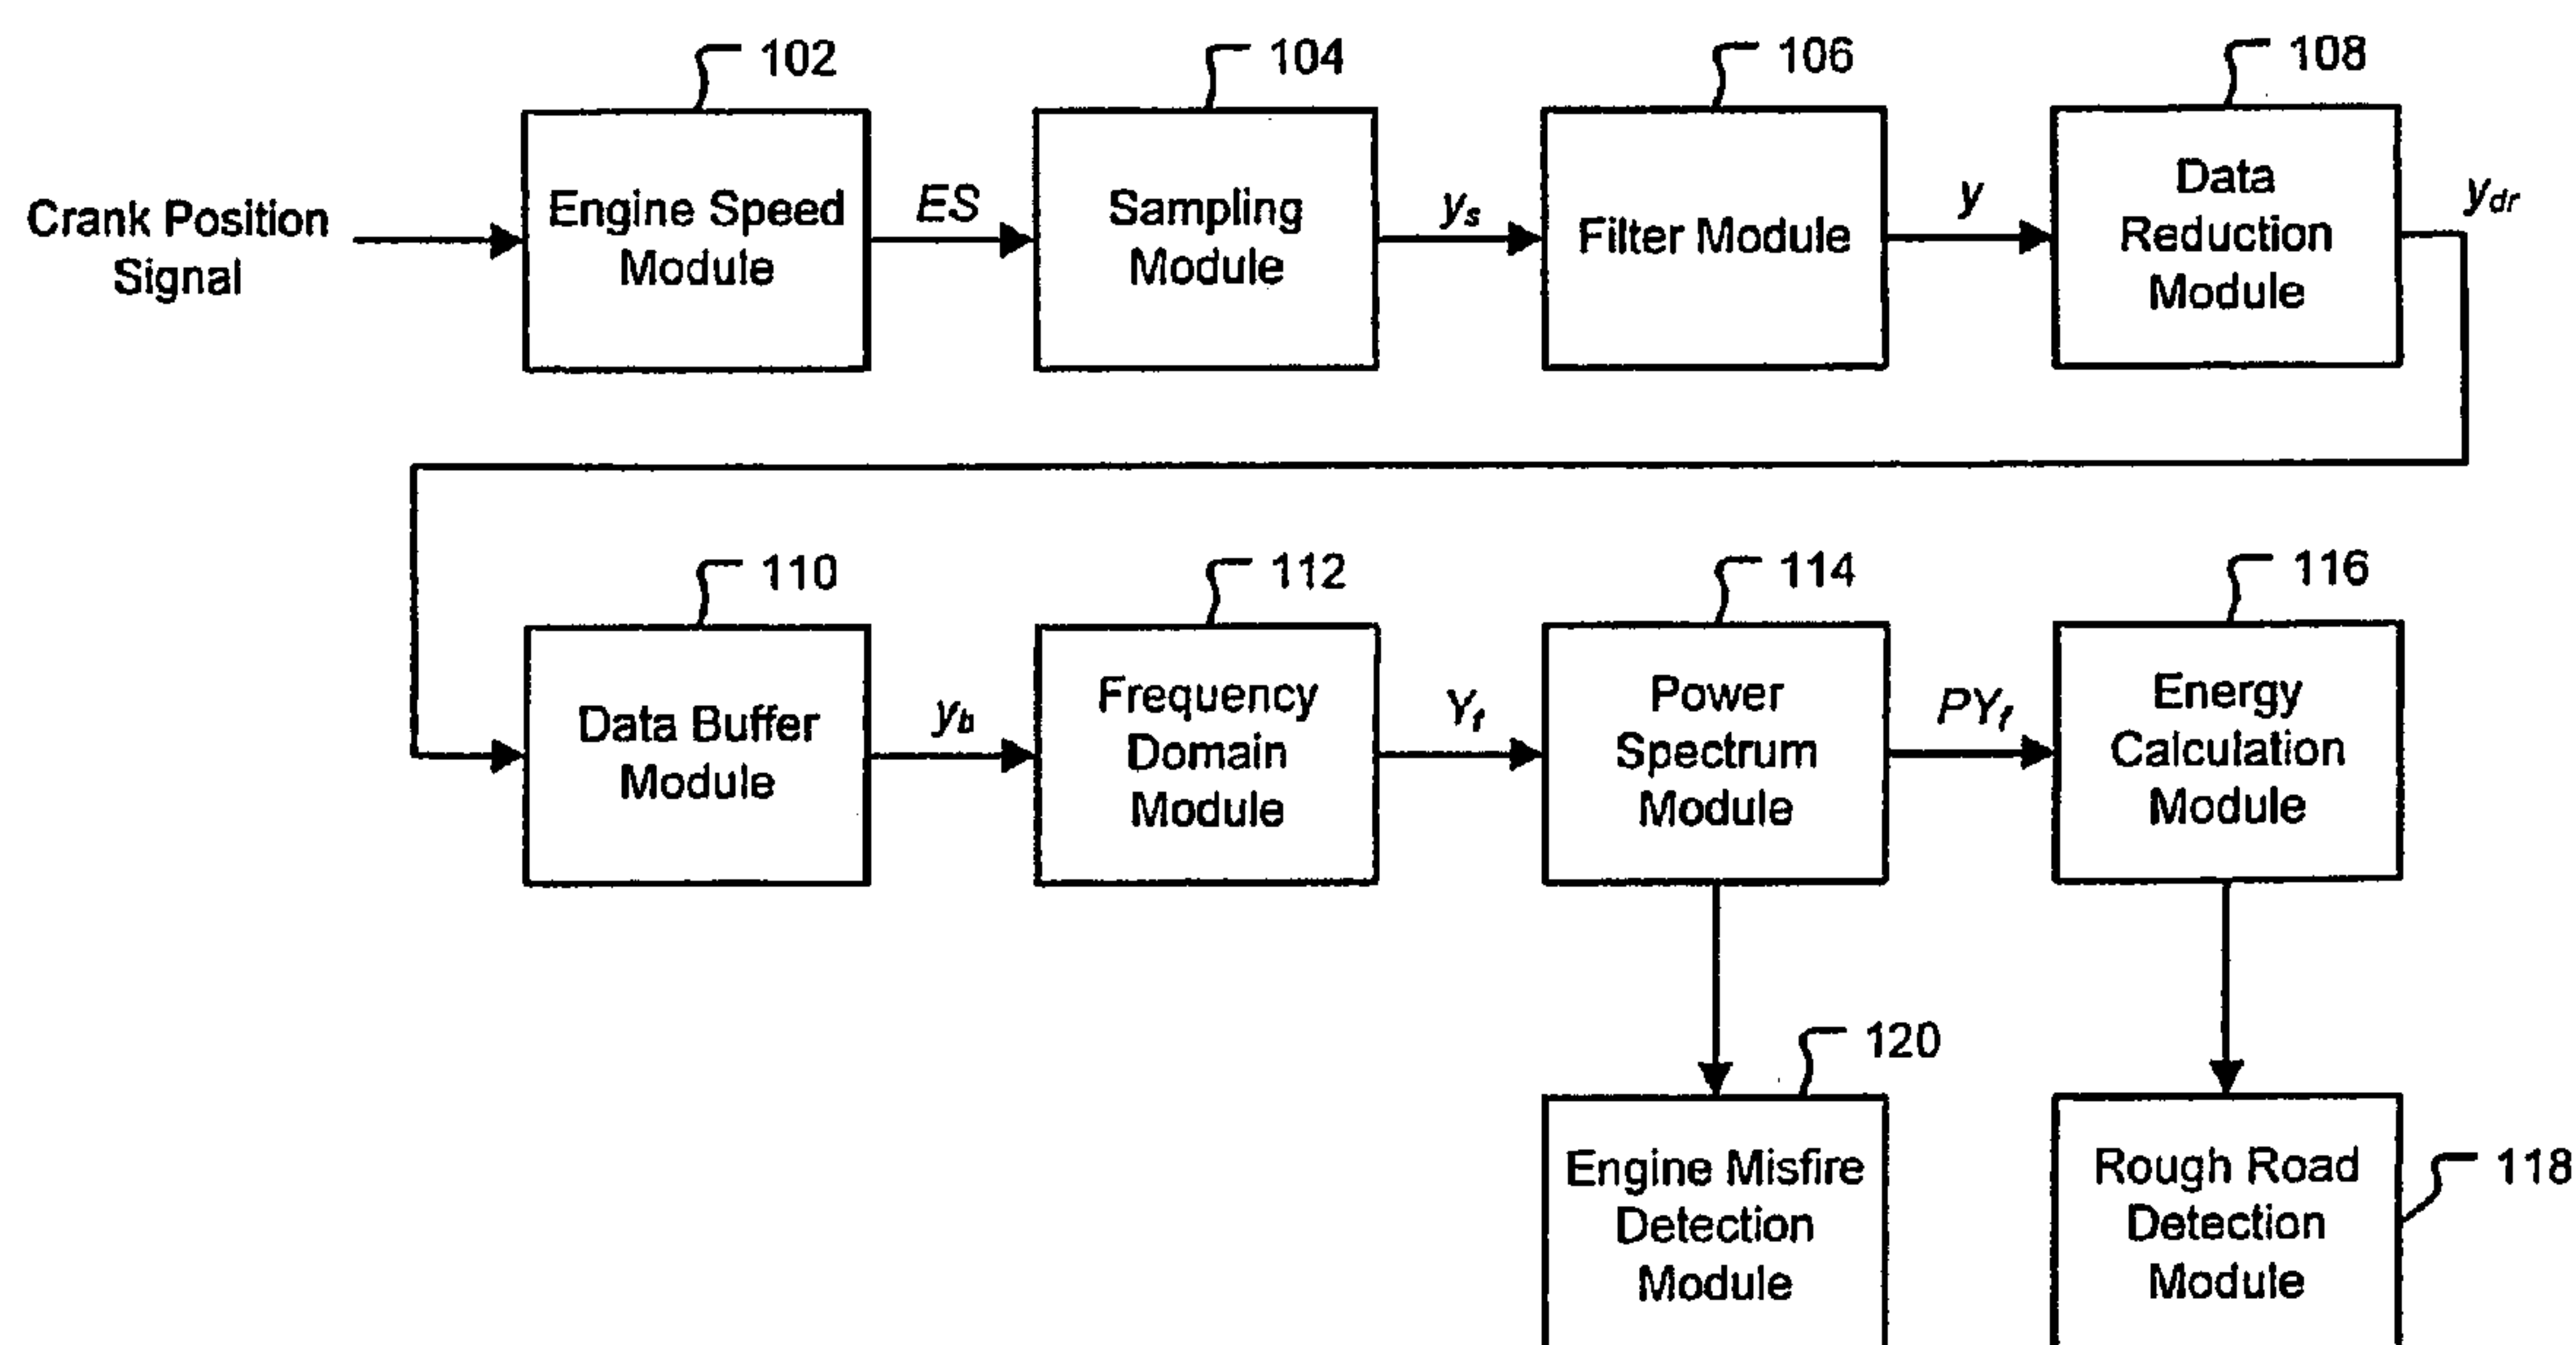 102
104
106
108
Crank Position
Signal
Engine Speed
Module
ES
Sampling
Module
ys
Filter Module
y
Data
Reduction
Module
ydr
110
112
114
116
Data Buffer
Module
yb
Frequency
Domain
Module
Yf
Power
Spectrum
Module
PYf
Energy
Calculation
Module
120
Engine Misfire
Detection
Module
Rough Road
Detection
Module
118